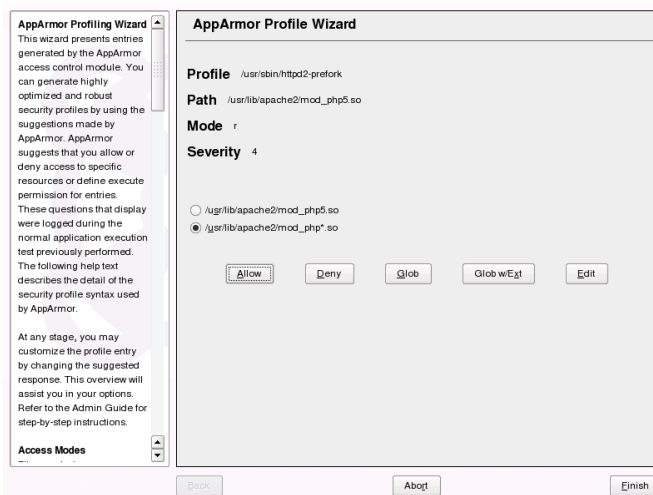 AppArmor Profiling Wizard
This wizard presents entries
generated by the AppArmor
access control module. You
can generate highly
optimized and robust
security profiles by using the
suggestions made by
AppArmor. AppArmor
suggests that you allow or
deny access to specific
resources or define execute
permission for entries.
These questions that display
were logged during the
normal application execution
test previously performed.
The following help text
describes the detail of the
security profile syntax used
by AppArmor.
At any stage, you may
customize the profile entry
by changing the suggested
response. This overview will
assist you in your options.
Refer to the Admin Guide for
step-by-step instructions.
Access Modes
AppArmor Profile Wizard
Profile /usr/sbin/httpd2-prefork
Path /usr/lib/apache2/mod_php5.so
Mode r
Severity 4
/usr/lib/apache2/mod_php5.so
/usr/lib/apache2/mod_php*.so
Allow Deny Glob Glob w/Ext Edit
Back Abort Finish